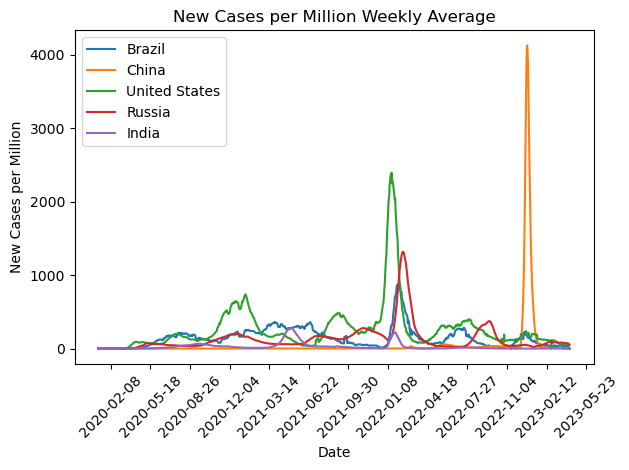 New Cases per Million Weekly Average
New Cases per Million
4000
3000
2000
1000
0
Brazil
China
United States
Russia
India
2020-02-08
2020-05-18
2020-08-26
2020-12-04
2021-03-14
2021-06-22
2021-09-30
2022-01-08
2022-04-18
2022-07-27
2022-11-04
2023-02-12
2023-05-23
Date